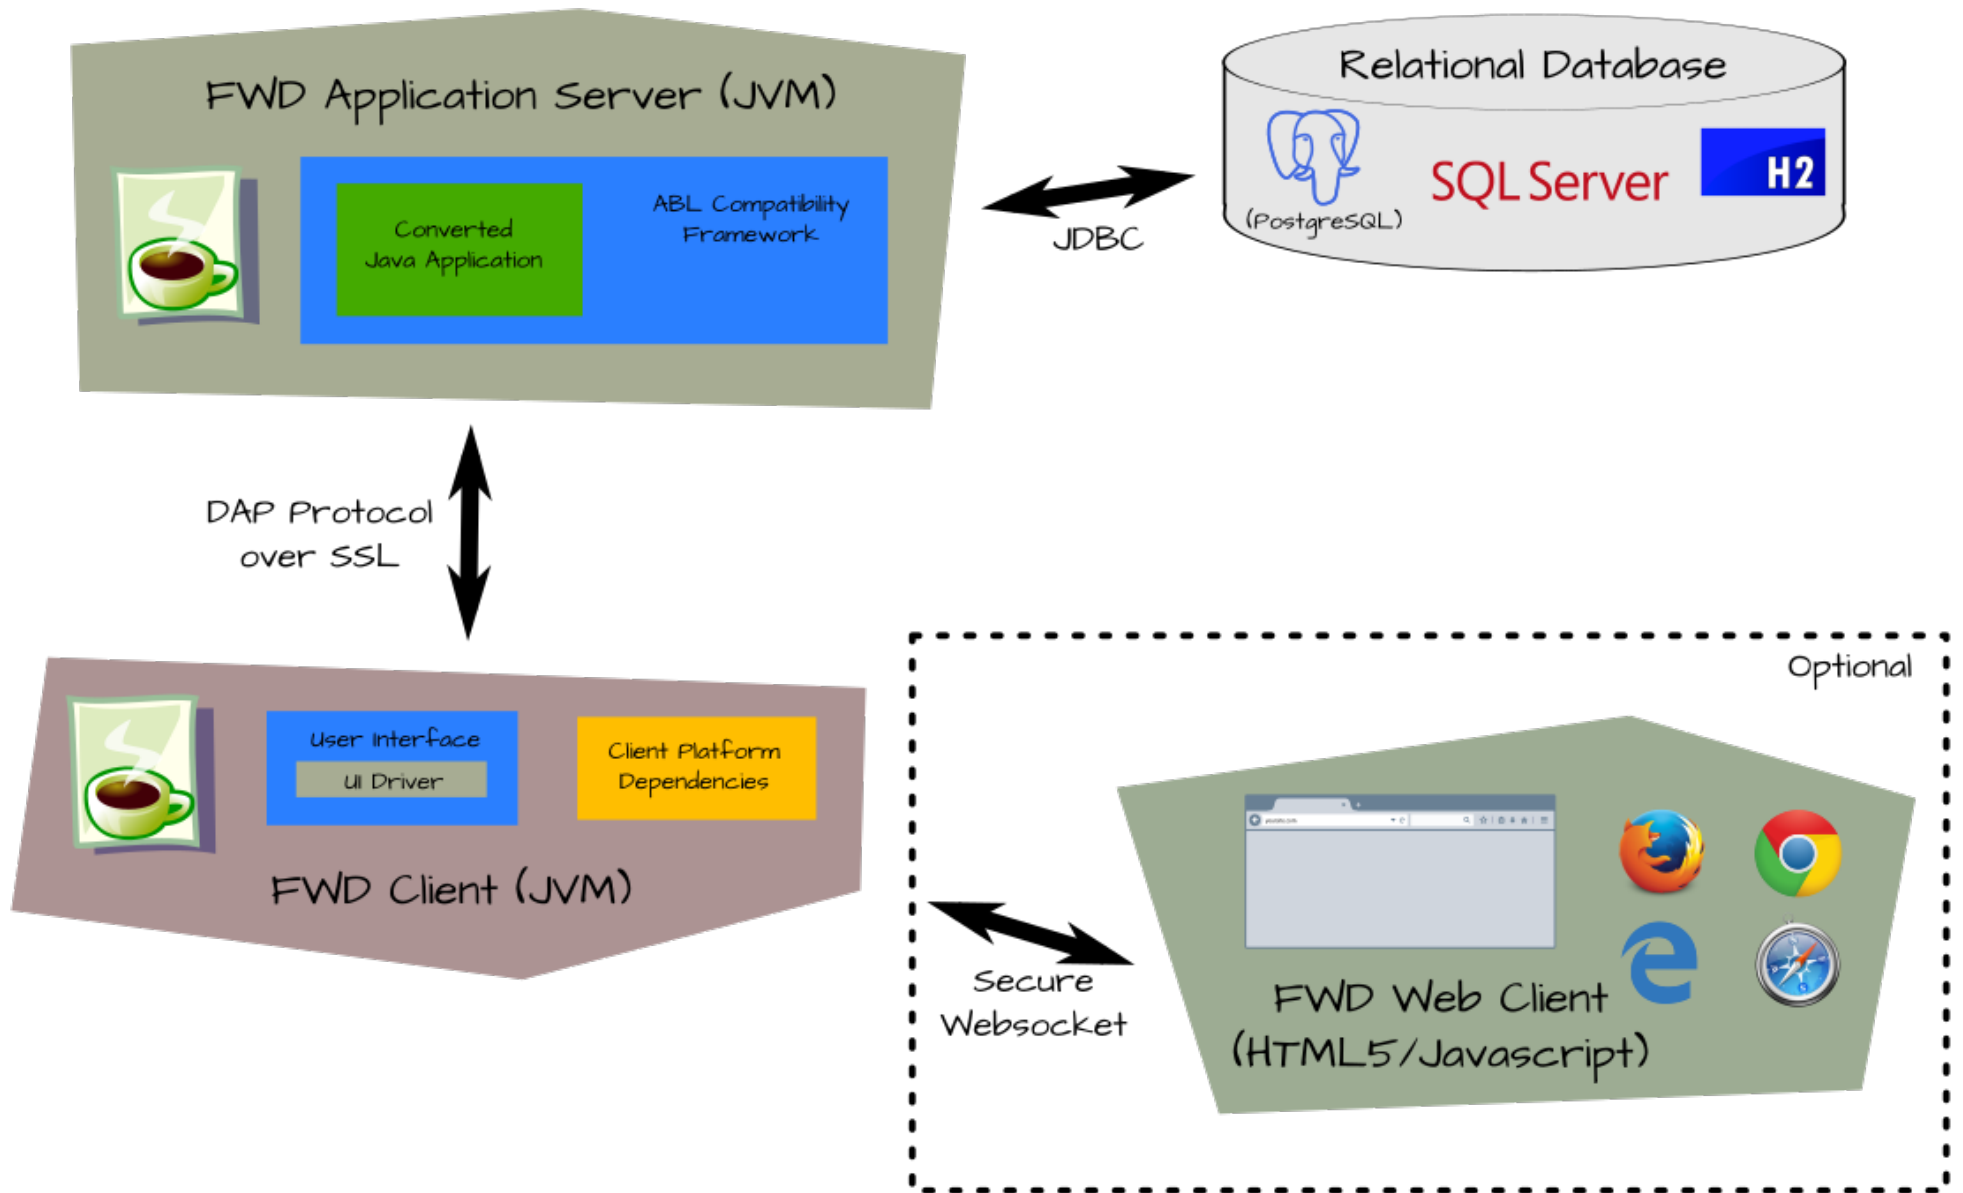 FWD Application Server (JVM)
Converted
Java Application
ABL Compatibility
Framework
JDBC
Relational Database
(PostgreSQL)
SQL Server
H2
DAP Protocol
over SSL
User Interface
UI Driver
Client Platform
Dependencies
FWD Client (JVM)
Optional
Secure
Websocket
FWD Web Client
(HTML5/Javascript)